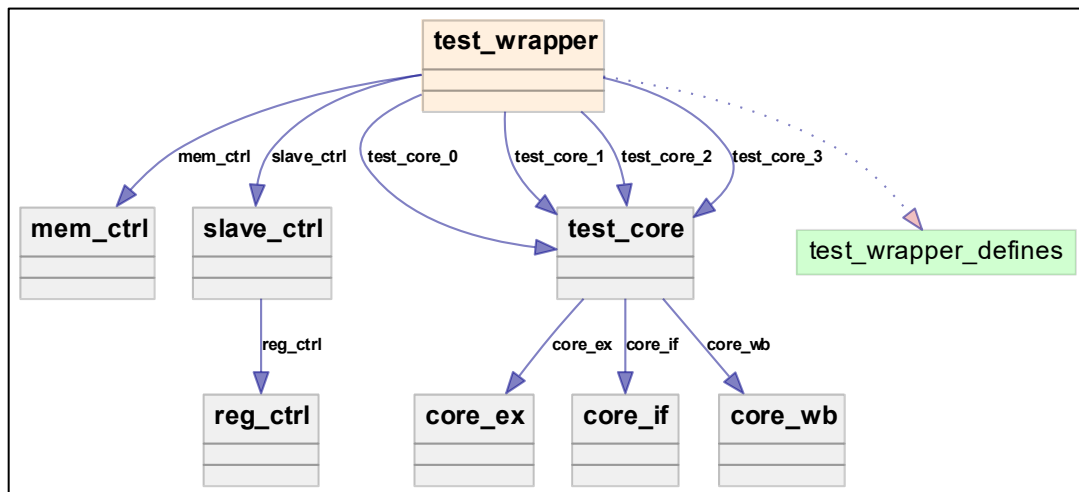 test_wrapper
mem_ctrl
slave_ctrl
test_core_0
test_core_1
test_core_2
test_core_3
mem_ctrl
slave_ctrl
test_core
test_wrapper_defines
reg_ctrl
core_ex
core_if
core_wb
reg_ctrl
core_ex
core_if
core_wb